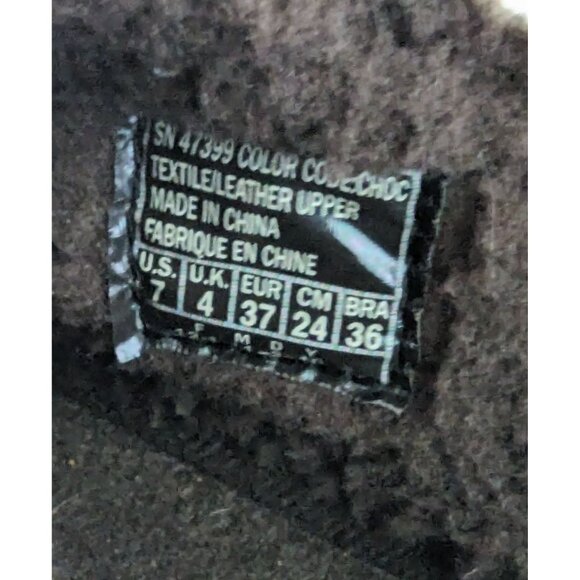 SN 47399 COLOR CODE:CHOC
TEXTILE/LEATHER UPPER
MADE IN CHINA
FABRIQUE EN CHINE
U.S. U.K. EUR CM BRA
7 4 37 24 36
F M D Y